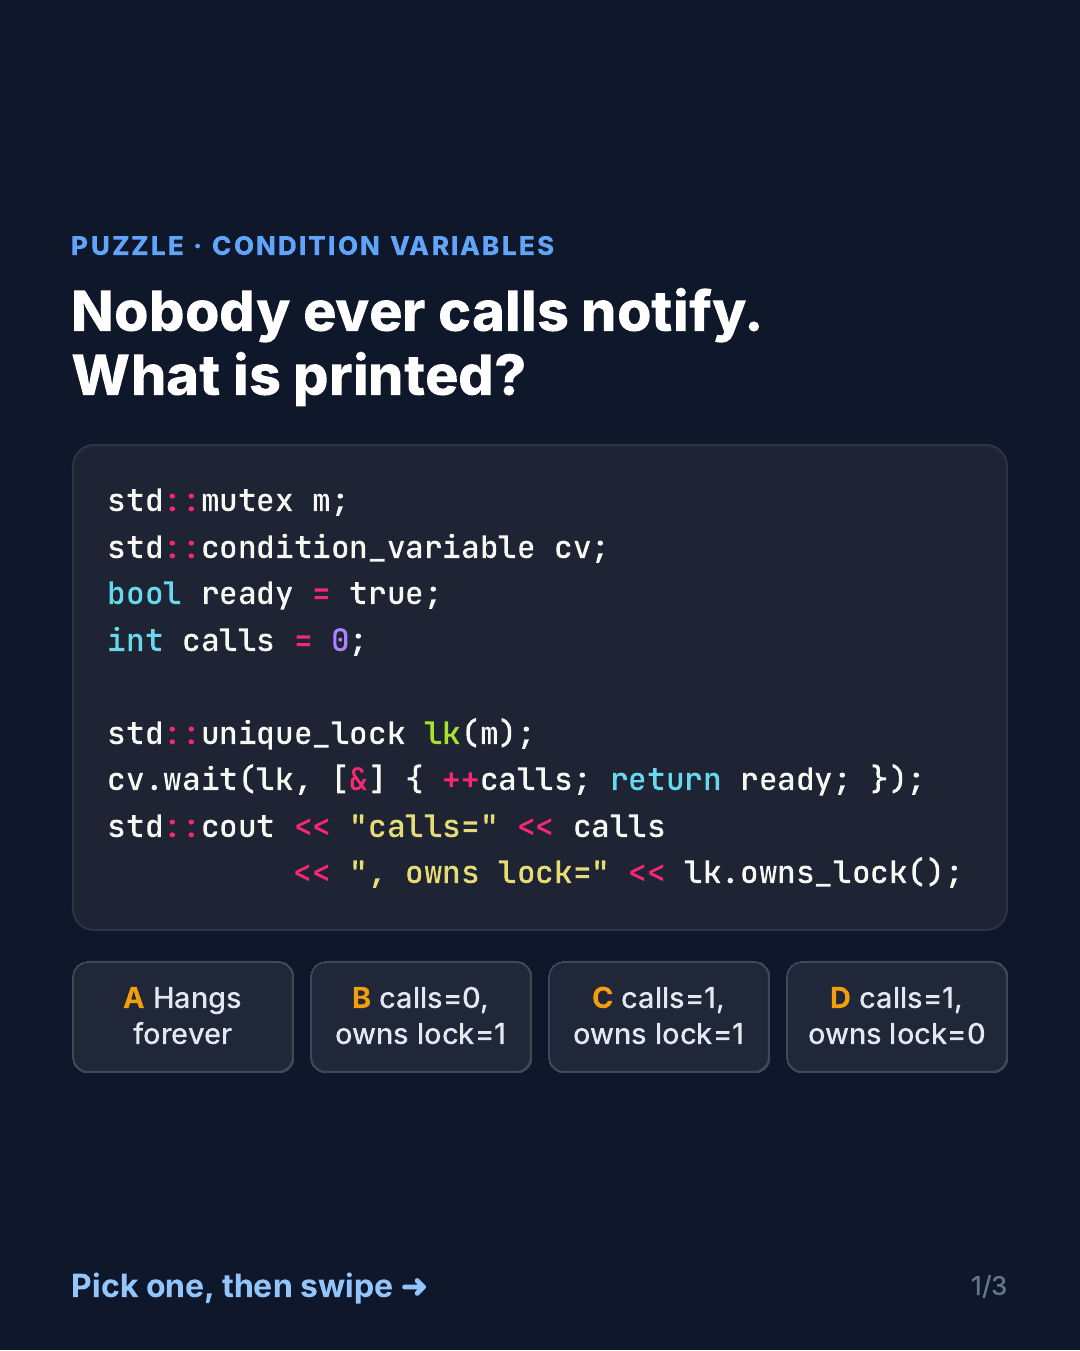 PUZZLE · CONDITION VARIABLES
Nobody ever calls notify.
What is printed?
std::mutex m;
std::condition_variable cv;
bool ready = true;
int calls = 0;
std::unique_lock lk(m);
cv.wait(lk, [&] { ++calls; return ready; });
std::cout << "calls=" << calls
<< ", owns lock=" << lk.owns_lock();
A Hangs
forever
B calls=0,
owns lock=1
C calls=1,
owns lock=1
D calls=1,
owns lock=0
Pick one, then swipe ➜
1/3